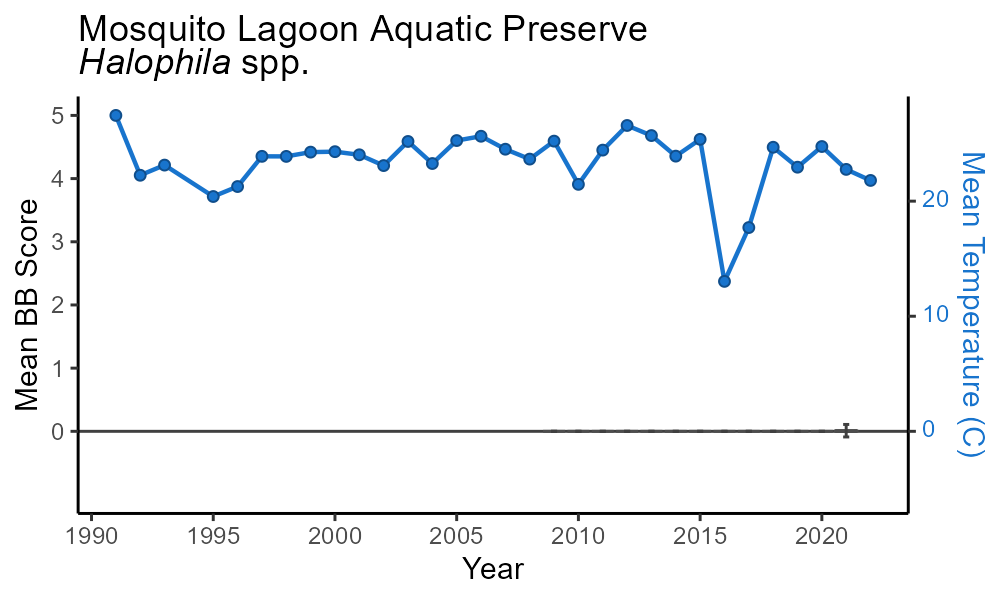 Mosquito Lagoon Aquatic Preserve
Halophila spp.
Mean BB Score
5
4
3
2
1
0
20
10
0
Mean Temperature (C)
1990 1995 2000 2005 2010 2015 2020
Year